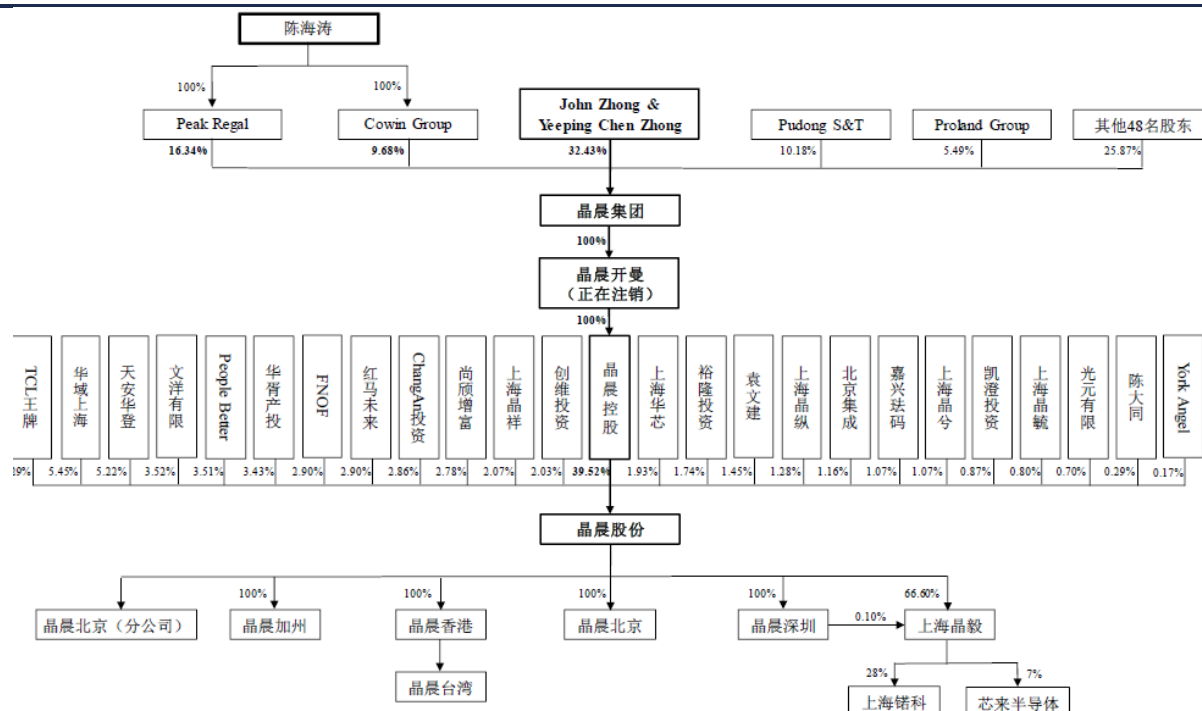 陈海涛
100%
100%
Peak Regal
Cowin Group
John Zhong &
Yeeping Chen Zhong
Pudong S&T
Proland Group
其他48名股东
16.34%
9.68%
32.43%
10.18%
5.49%
25.87%
晶晨集团
100%
晶晨开曼
（正在注销）
100%
TCL王牌
华域上海
天安华登
文洋有限
People Better
华胥产投
FNOF
红马未来
ChangAn投资
尚颀增富
上海晶祥
创维投资
晶晨控股
上海华芯
裕隆投资
袁文建
上海晶纵
北京集成
嘉兴珐码
上海晶兮
凯澄投资
上海晶毓
光元有限
陈大同
York Angel
29%
5.45%
5.22%
3.52%
3.51%
3.43%
2.90%
2.90%
2.86%
2.78%
2.07%
2.03%
39.52%
1.93%
1.74%
1.45%
1.28%
1.16%
1.07%
1.07%
0.87%
0.80%
0.70%
0.29%
0.17%
晶晨股份
100%
100%
100%
100%
66.60%
晶晨北京（分公司）
晶晨加州
晶晨香港
晶晨北京
晶晨深圳
0.10%
上海晶毅
晶晨台湾
28%
7%
上海锘科
芯来半导体